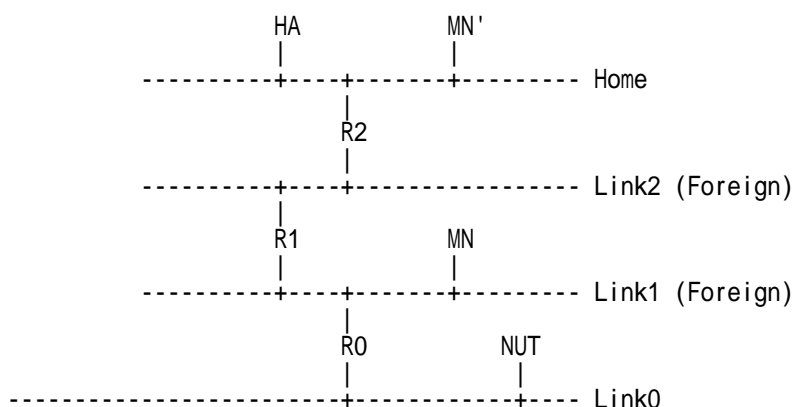 HA MN'
Home
R2
Link2 (Foreign)
R1 MN
Link1 (Foreign)
R0 NUT
Link0